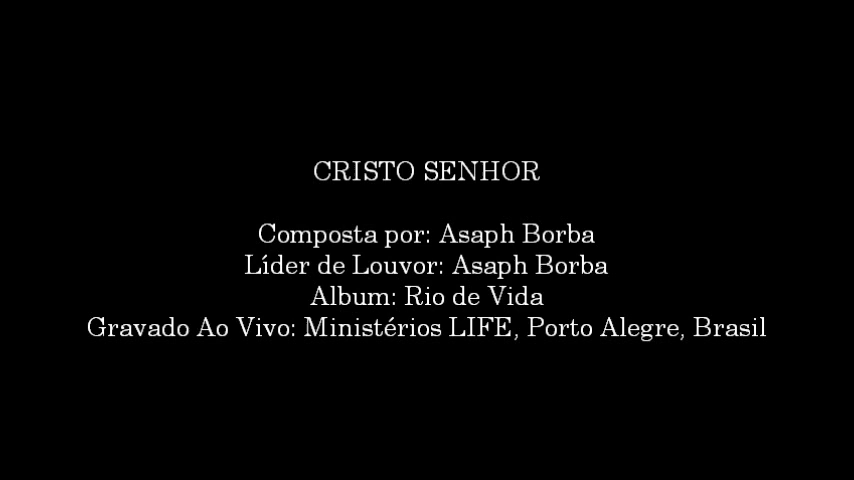 CRISTO SENHOR
Composta por: Asaph Borba
Líder de Louvor: Asaph Borba
Album: Rio de Vida
Gravado Ao Vivo: Ministérios LIFE, Porto Alegre, Brasil